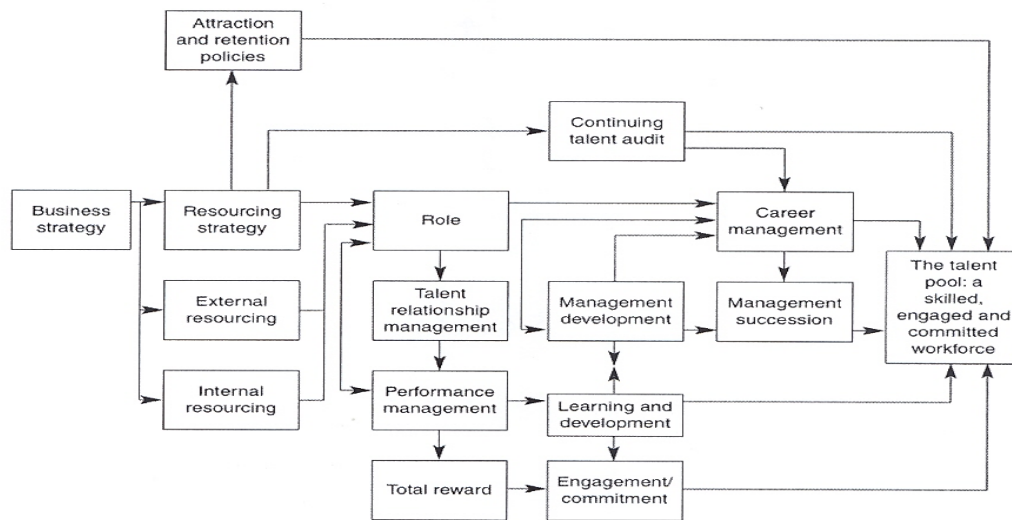 Attraction
and retention
policies
Continuing
talent audit
Business
strategy
Resourcing
strategy
Role
Career
management
External
resourcing
Talent
relationship
management
Management
development
Management
succession
The talent
pool: a
skilled,
engaged and
committed
workforce
Internal
resourcing
Performance
management
Learning and
development
Total reward
Engagement/
commitment